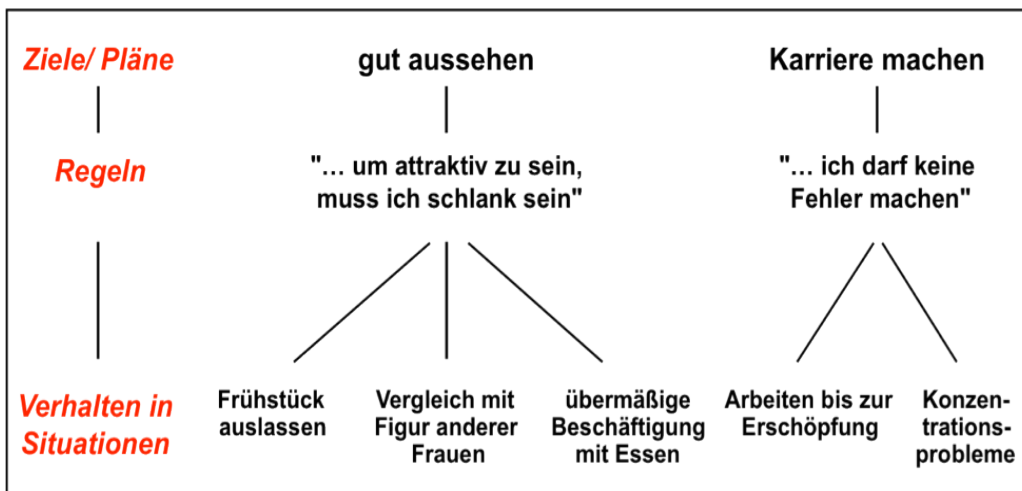 Ziele/ Pläne
gut aussehen
Karriere machen
Regeln
"... um attraktiv zu sein,
muss ich schlank sein"
"... ich darf keine
Fehler machen"
Verhalten in
Situationen
Frühstück
auslassen
Vergleich mit
Figur anderer
Frauen
übermäßige
Beschäftigung
mit Essen
Arbeiten bis zur
Erschöpfung
Konzen-
trations-
probleme